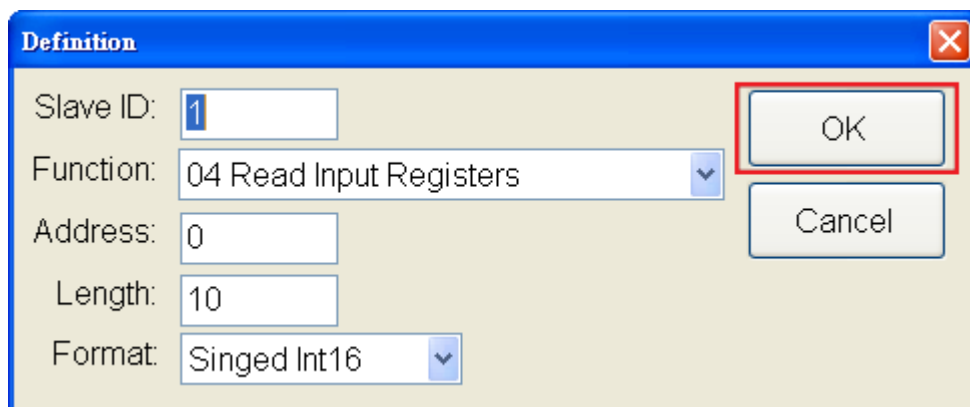 Definition
Slave ID: 1
OK
Function: 04 Read Input Registers
Cancel
Address: 0
Length: 10
Format: Singed Int16